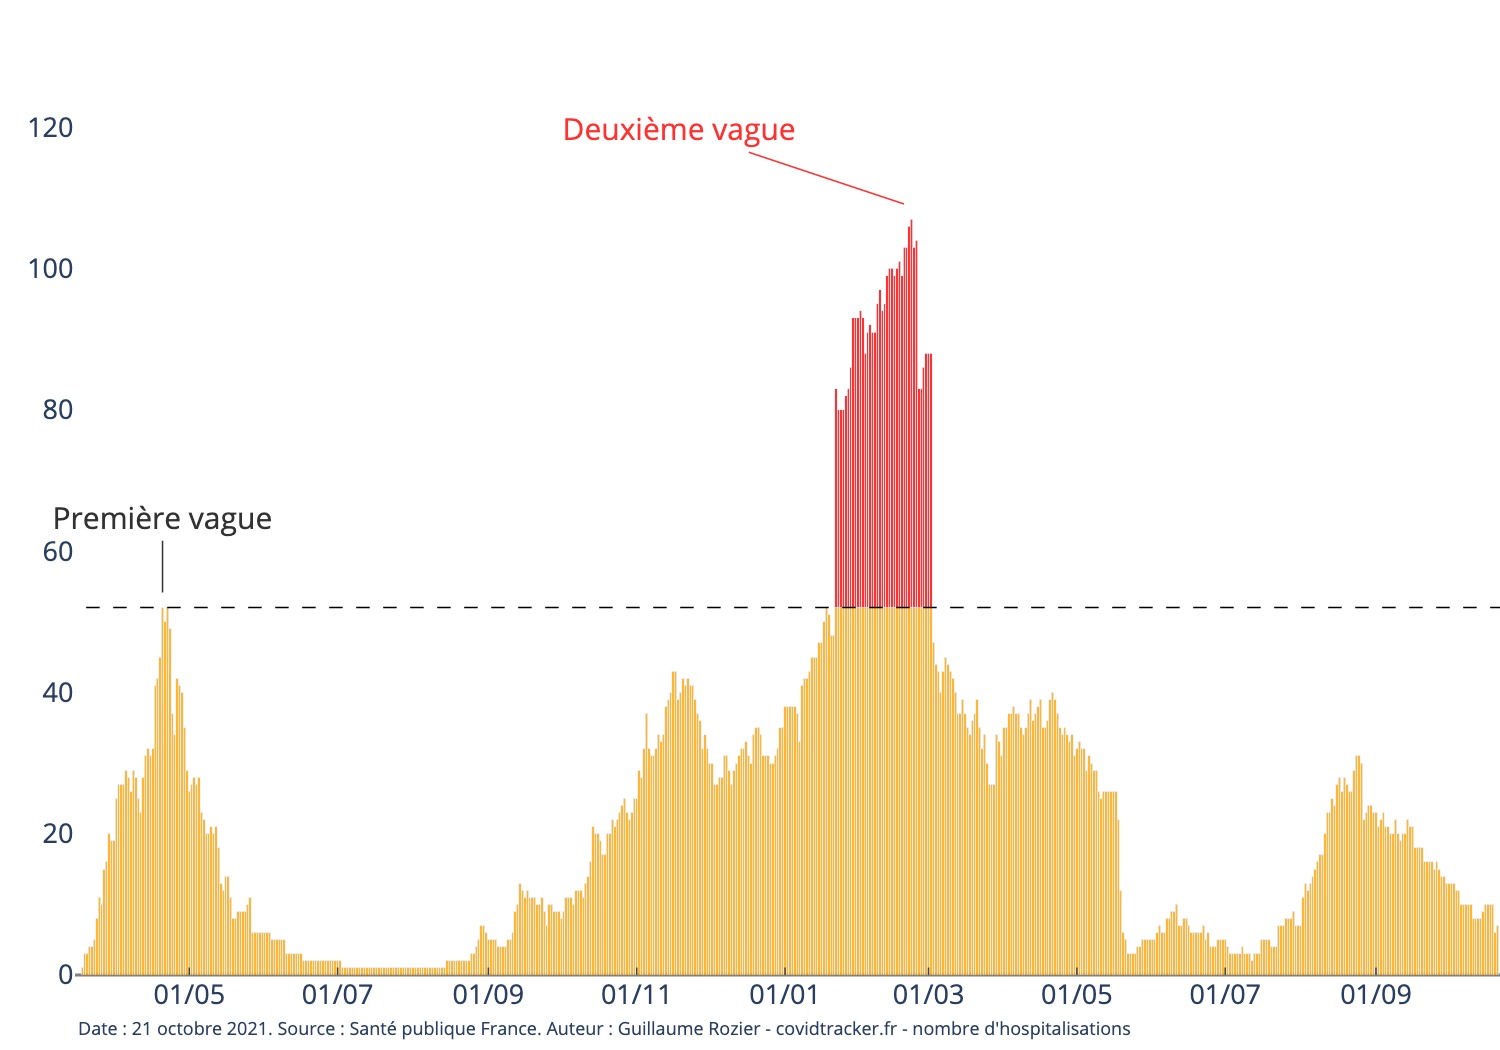 120
Deuxième vague
100
80
Première vague
60
40
20
0
01/05 01/07 01/09 01/11 01/01 01/03 01/05 01/07 01/09
Date : 21 octobre 2021. Source : Santé publique France. Auteur : Guillaume Rozier - covidtracker.fr - nombre d'hospitalisations